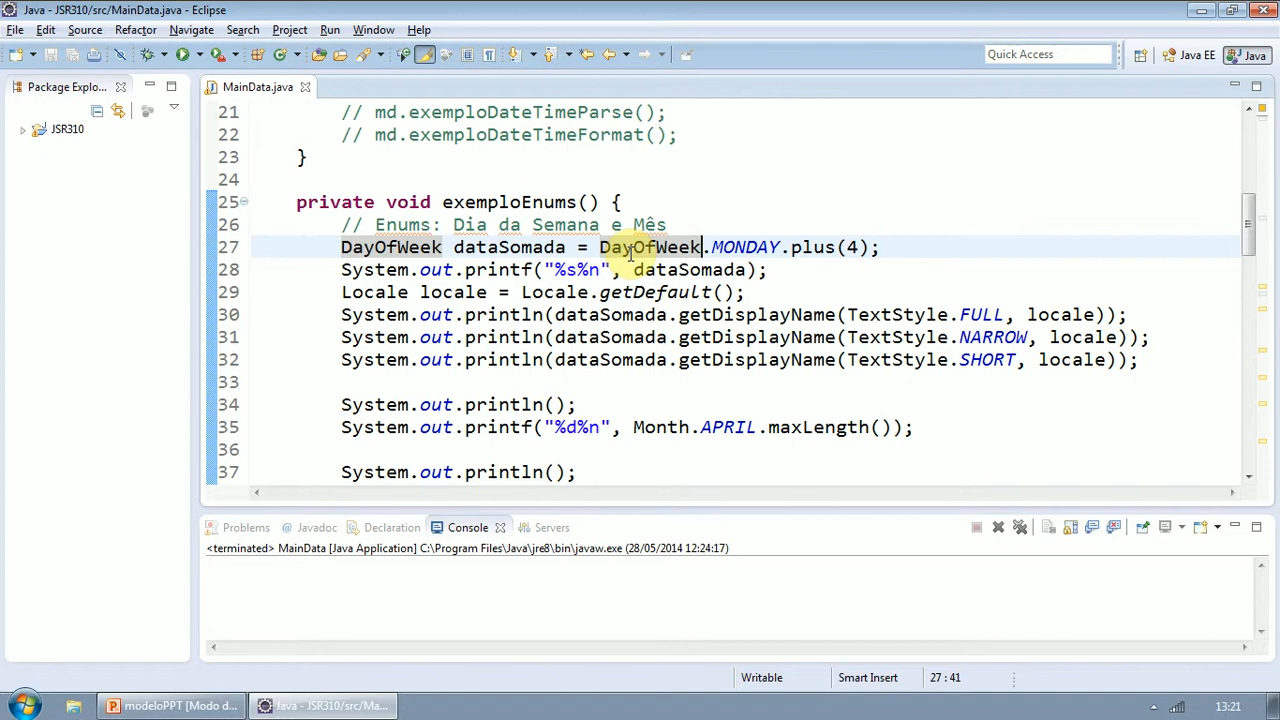 Java - JSR310/src/MainData.java - Eclipse
File Edit Source Refactor Navigate Search Project Run Window Help
Quick Access Java EE Java
Package Explo... MainData.java
JSR310
21 // md.exemploDateTimeParse();
22 // md.exemploDateTimeFormat();
23 }
24
25 private void exemploEnums() {
26 // Enums: Dia da Semana e Mês
27 DayOfWeek dataSomada = DayOfWeek.MONDAY.plus(4);
28 System.out.printf("%s%n", dataSomada);
29 Locale locale = Locale.getDefault();
30 System.out.println(dataSomada.getDisplayName(TextStyle.FULL, locale));
31 System.out.println(dataSomada.getDisplayName(TextStyle.NARROW, locale));
32 System.out.println(dataSomada.getDisplayName(TextStyle.SHORT, locale));
33
34 System.out.println();
35 System.out.printf("%d%n", Month.APRIL.maxLength());
36
37 System.out.println();
Problems Javadoc Declaration Console Servers
<terminated> MainData [Java Application] C:\Program Files\Java\jre8\bin\javaw.exe (28/05/2014 12:24:17)
Writable Smart Insert 27 : 41
modeloPPT [Modo d... Java - JSR310/src/Ma... 13:21